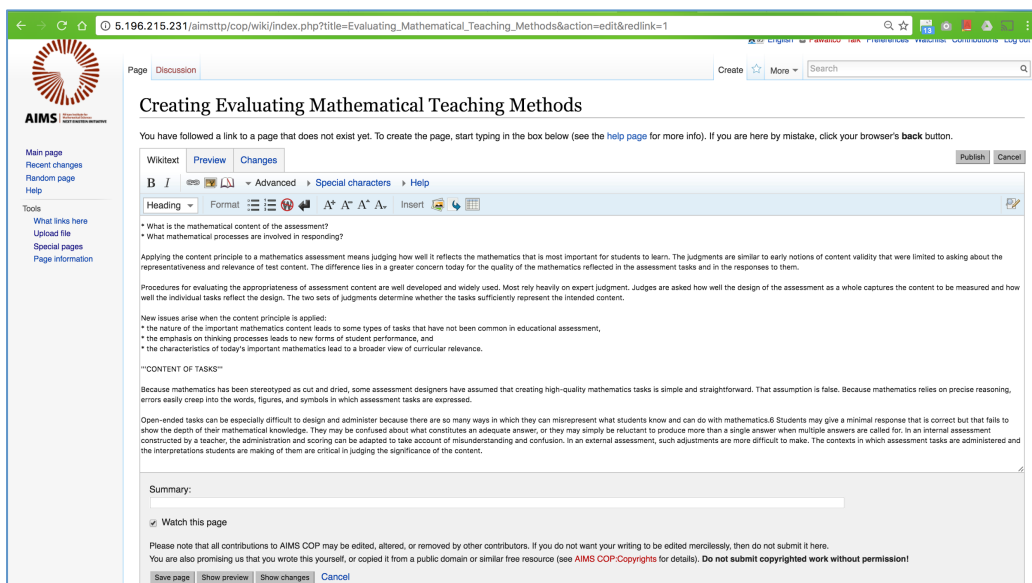 5.196.215.231/aimsttp/cop/wiki/index.php?title=Evaluating_Mathematical_Teaching_Methods&action=edit&redlink=1
13
English Pawalico Talk Preferences Watchlist Contributions Log out
Page Discussion Create More Search
AIMS
Creating Evaluating Mathematical Teaching Methods
You have followed a link to a page that does not exist yet. To create the page, start typing in the box below (see the help page for more info). If you are here by mistake, click your browser's back button.
Main page
Recent changes
Random page
Help
Tools
What links here
Upload file
Special pages
Page information
Wikitext Preview Changes Publish Cancel
B I Advanced Special characters Help
Heading Format A A A A Insert
* What is the mathematical content of the assessment?
* What mathematical processes are involved in responding?
Applying the content principle to a mathematics assessment means judging how well it reflects the mathematics that is most important for students to learn. The judgments are similar to early notions of content validity that were limited to asking about the
representativeness and relevance of test content. The difference lies in a greater concern today for the quality of the mathematics reflected in the assessment tasks and in the responses to them.
Procedures for evaluating the appropriateness of assessment content are well developed and widely used. Most rely heavily on expert judgment. Judges are asked how well the design of the assessment as a whole captures the content to be measured and how
well the individual tasks reflect the design. The two sets of judgments determine whether the tasks sufficiently represent the intended content.
New issues arise when the content principle is applied:
* the nature of the important mathematics content leads to some types of tasks that have not been common in educational assessment,
* the emphasis on thinking processes leads to new forms of student performance, and
* the characteristics of today's important mathematics lead to a broader view of curricular relevance.
'''CONTENT OF TASKS'''
Because mathematics has been stereotyped as cut and dried, some assessment designers have assumed that creating high-quality mathematics tasks is simple and straightforward. That assumption is false. Because mathematics relies on precise reasoning,
errors easily creep into the words, figures, and symbols in which assessment tasks are expressed.
Open-ended tasks can be especially difficult to design and administer because there are so many ways in which they can misrepresent what students know and can do with mathematics.6 Students may give a minimal response that is correct but that fails to
show the depth of their mathematical knowledge. They may be confused about what constitutes an adequate answer, or they may simply be reluctant to produce more than a single answer when multiple answers are called for. In an internal assessment
constructed by a teacher, the administration and scoring can be adapted to take account of misunderstanding and confusion. In an external assessment, such adjustments are more difficult to make. The contexts in which assessment tasks are administered and
the interpretations students are making of them are critical in judging the significance of the content.
Summary:
Watch this page
Please note that all contributions to AIMS COP may be edited, altered, or removed by other contributors. If you do not want your writing to be edited mercilessly, then do not submit it here.
You are also promising us that you wrote this yourself, or copied it from a public domain or similar free resource (see AIMS COP:Copyrights for details). Do not submit copyrighted work without permission!
Save page Show preview Show changes Cancel